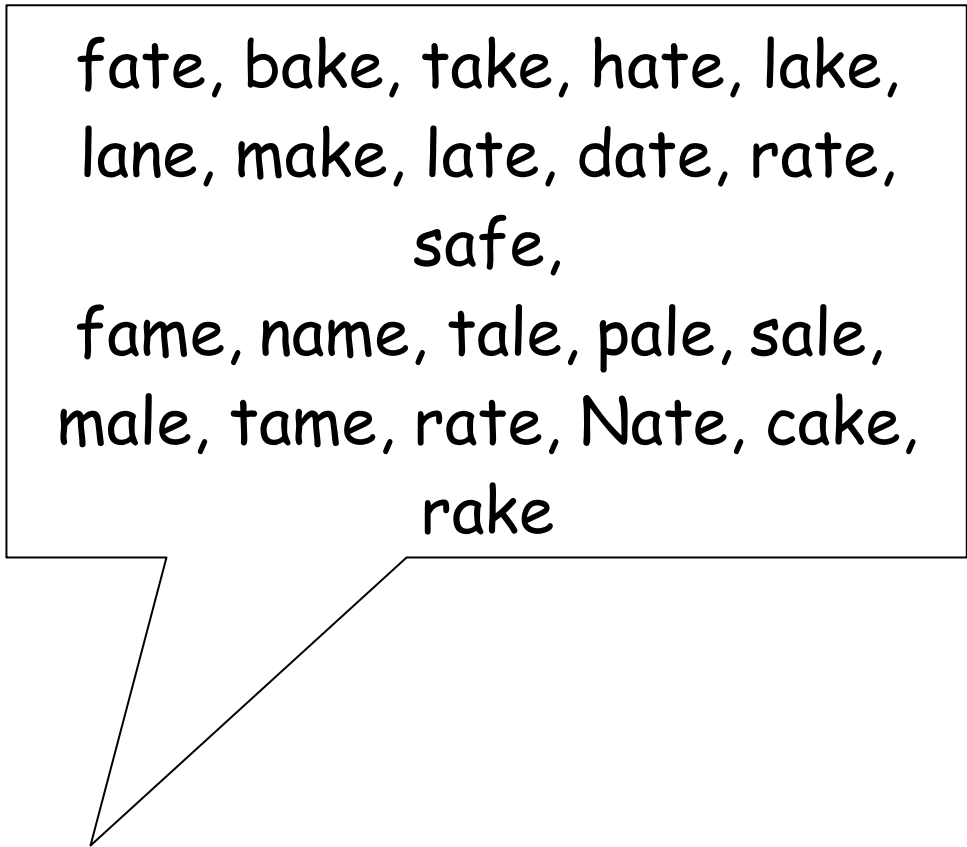 fate, bake, take, hate, lake,
lane, make, late, date, rate,
safe,
fame, name, tale, pale, sale,
male, tame, rate, Nate, cake,
rake